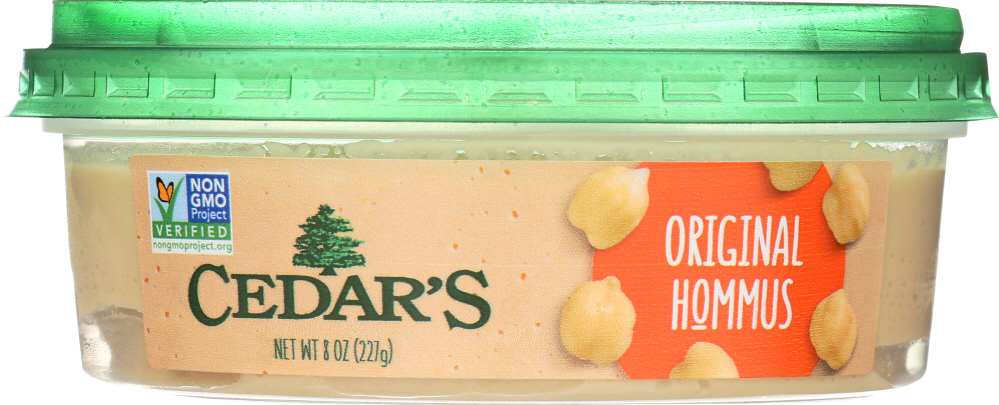 NON
GMO
Project
VERIFIED
nongmoproject.org
CEDAR'S
NET WT 8 OZ (227g)
ORIGINAL
HOMMUS